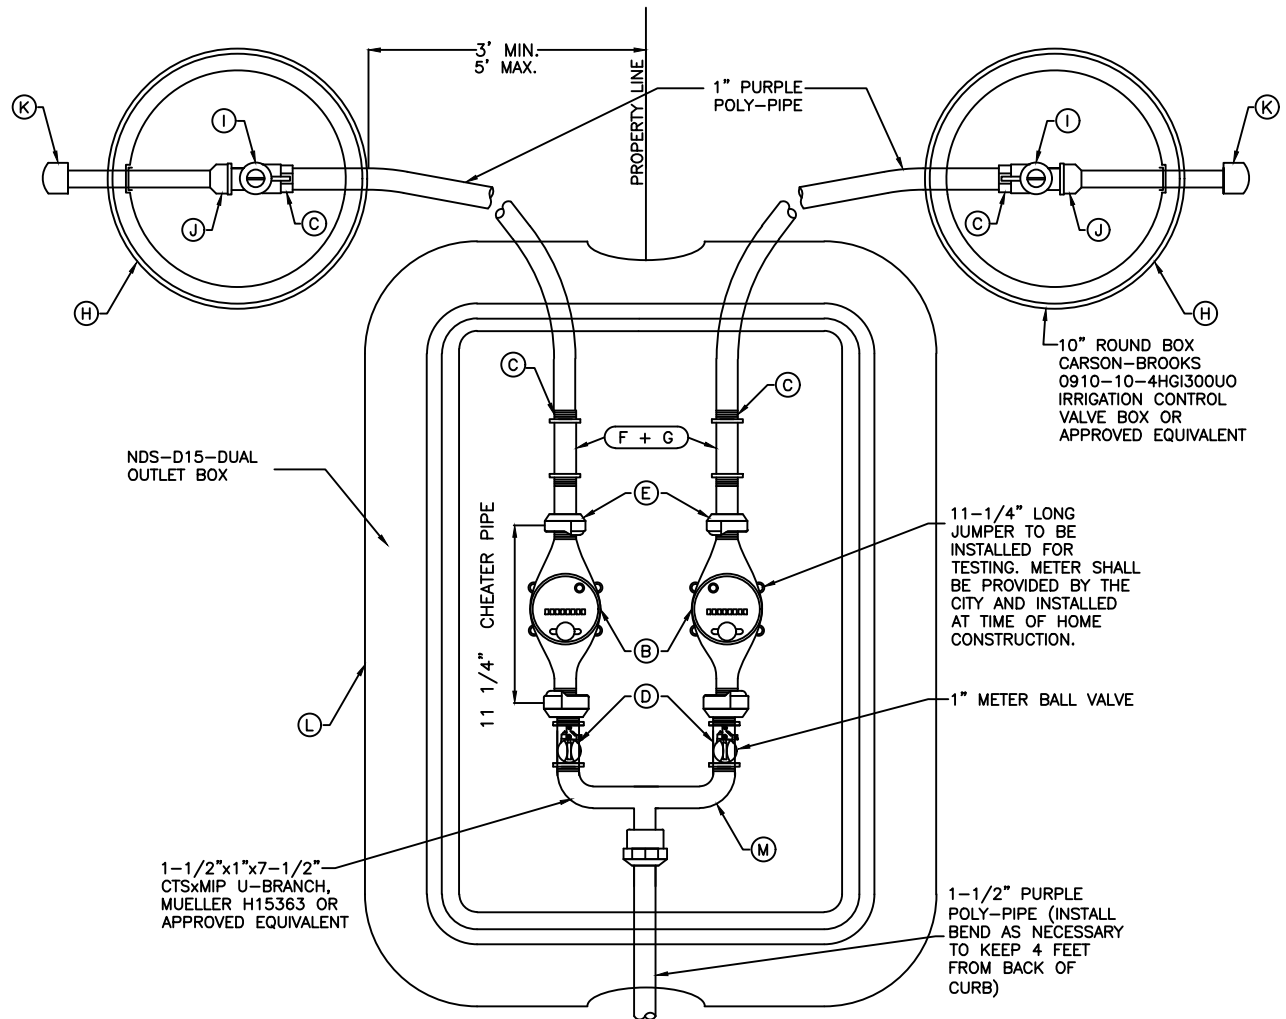 3' MIN.
5' MAX.
PROPERTY LINE
1" PURPLE
POLY-PIPE
K
I
I
K
J
C
C
J
H
H
10" ROUND BOX
CARSON-BROOKS
0910-10-4HGI300UO
IRRIGATION CONTROL
VALVE BOX OR
APPROVED EQUIVALENT
C
C
F + G
NDS-D15-DUAL
OUTLET BOX
E
11 1/4" CHEATER PIPE
11-1/4" LONG
JUMPER TO BE
INSTALLED FOR
TESTING. METER SHALL
BE PROVIDED BY THE
CITY AND INSTALLED
AT TIME OF HOME
CONSTRUCTION.
B
D
1" METER BALL VALVE
L
M
1-1/2"x1"x7-1/2"
CTSxMIP U-BRANCH,
MUELLER H15363 OR
APPROVED EQUIVALENT
1-1/2" PURPLE
POLY-PIPE (INSTALL
BEND AS NECESSARY
TO KEEP 4 FEET
FROM BACK OF
CURB)